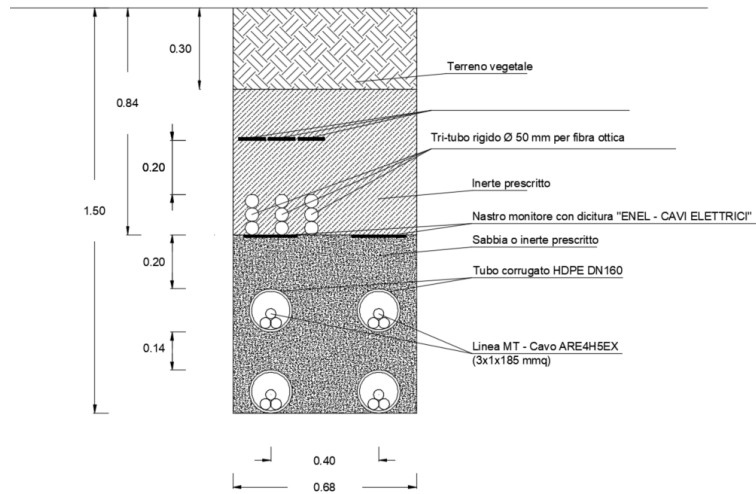 0.30
Terreno vegetale
0.84
Tri-tubo rigido Ø 50 mm per fibra ottica
0.20
Inerte prescritto
1.50
Nastro monitore con dicitura "ENEL - CAVI ELETTRICI"
Sabbia o inerte prescritto
0.20
Tubo corrugato HDPE DN160
0.14
Linea MT - Cavo ARE4H5EX
(3x1x185 mmq)
0.40
0.68